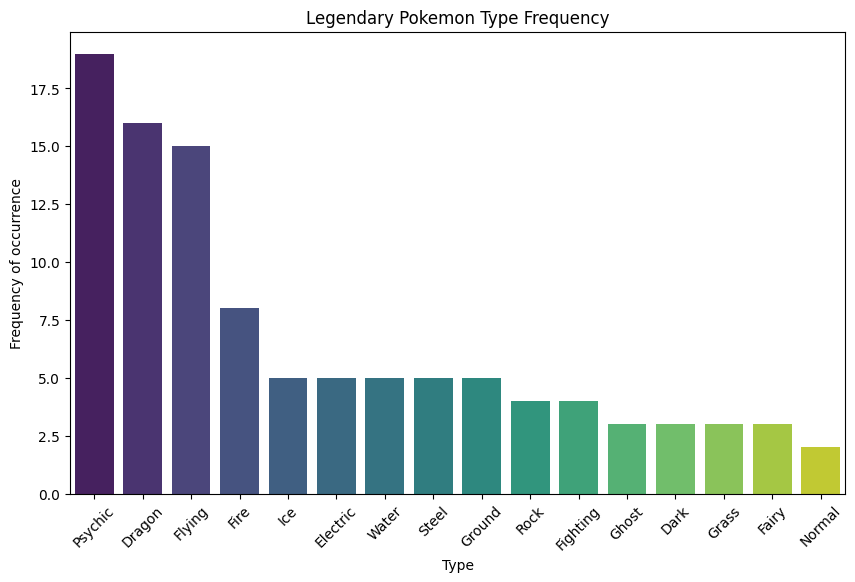 Legendary Pokemon Type Frequency
Frequency of occurrence
17.5
15.0
12.5
10.0
7.5
5.0
2.5
0.0
Psychic
Dragon
Flying
Fire
Ice
Electric
Water
Steel
Ground
Rock
Fighting
Ghost
Dark
Grass
Fairy
Normal
Type